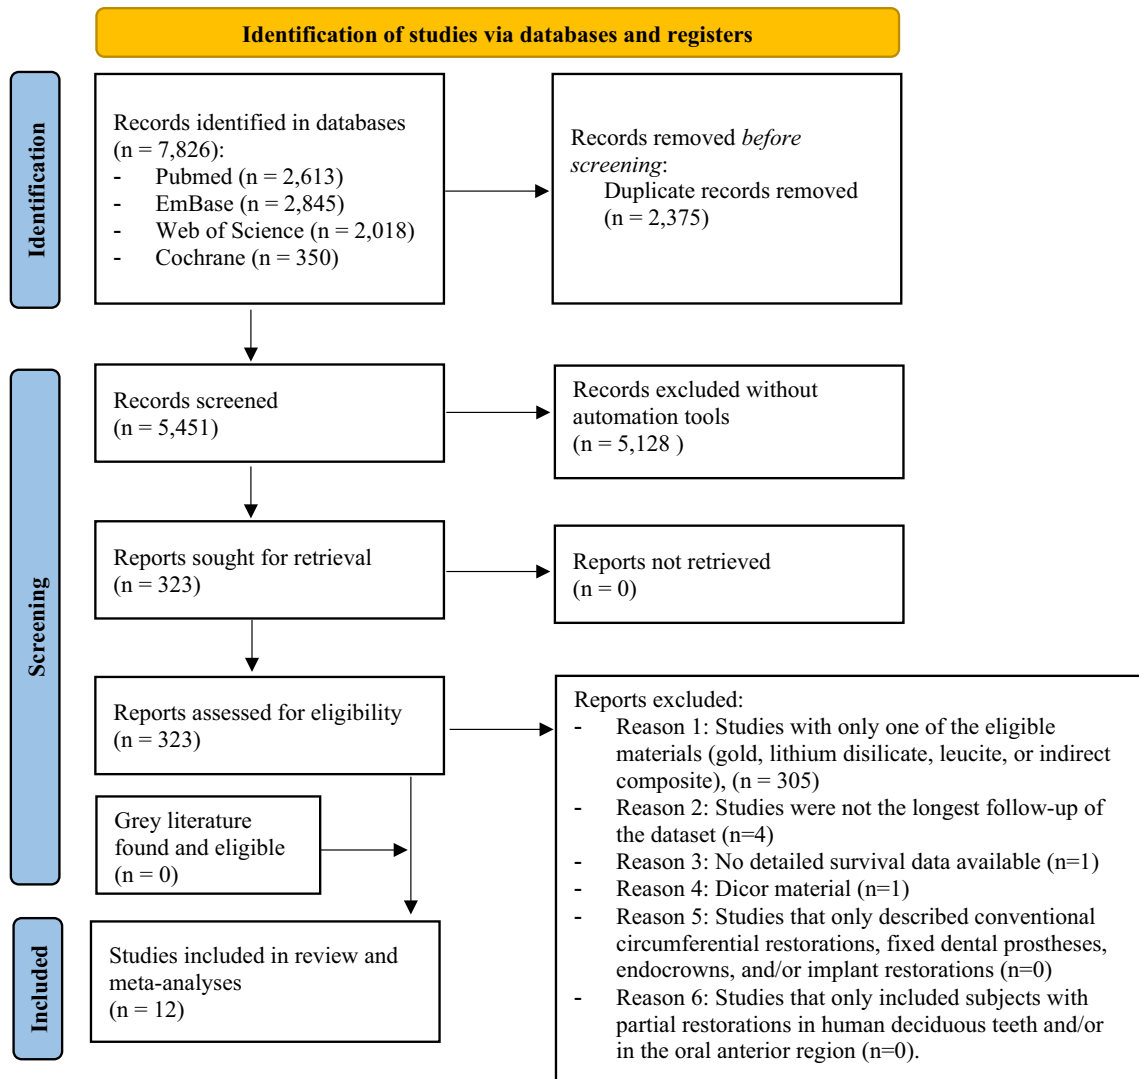 Identification of studies via databases and registers
Identification
Records identified in databases
(n = 7,826):
- Pubmed (n = 2,613)
- EmBase (n = 2,845)
- Web of Science (n = 2,018)
- Cochrane (n = 350)
Records removed before
screening:
Duplicate records removed
(n = 2,375)
Screening
Records screened
(n = 5,451)
Records excluded without
automation tools
(n = 5,128 )
Reports sought for retrieval
(n = 323)
Reports not retrieved
(n = 0)
Reports assessed for eligibility
(n = 323)
Reports excluded:
- Reason 1: Studies with only one of the eligible
materials (gold, lithium disilicate, leucite, or indirect
composite), (n = 305)
- Reason 2: Studies were not the longest follow-up of
the dataset (n=4)
- Reason 3: No detailed survival data available (n=1)
- Reason 4: Dicor material (n=1)
- Reason 5: Studies that only described conventional
circumferential restorations, fixed dental prostheses,
endocrowns, and/or implant restorations (n=0)
- Reason 6: Studies that only included subjects with
partial restorations in human deciduous teeth and/or
in the oral anterior region (n=0).
Grey literature
found and eligible
(n = 0)
Included
Studies included in review and
meta-analyses
(n = 12)